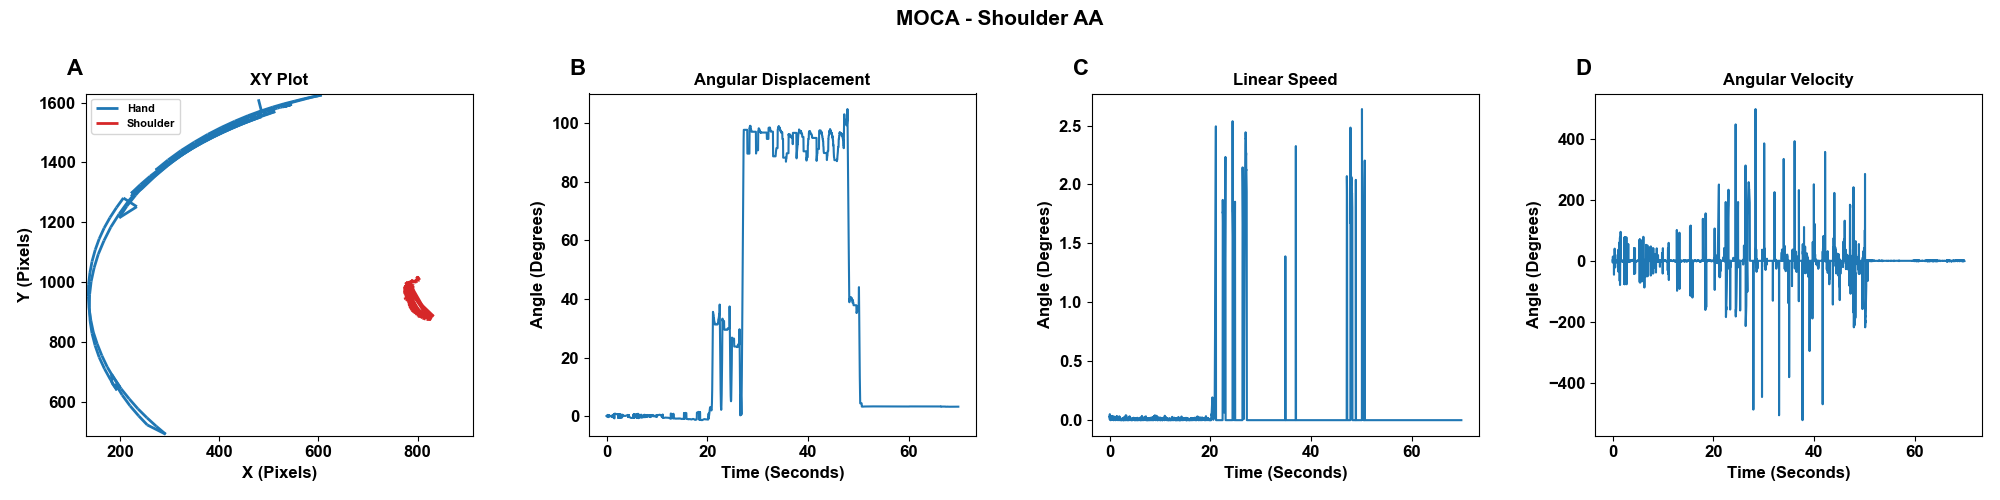 MOCA - Shoulder AA
A
XY Plot
Hand
Shoulder
1600
1400
1200
1000
800
600
Y (Pixels)
200
400
600
800
X (Pixels)
B
Angular Displacement
100
80
60
40
20
0
Angle (Degrees)
0
20
40
60
Time (Seconds)
C
Linear Speed
2.5
2.0
1.5
1.0
0.5
0.0
Angle (Degrees)
0
20
40
60
Time (Seconds)
D
Angular Velocity
400
200
0
−200
−400
Angle (Degrees)
0
20
40
60
Time (Seconds)